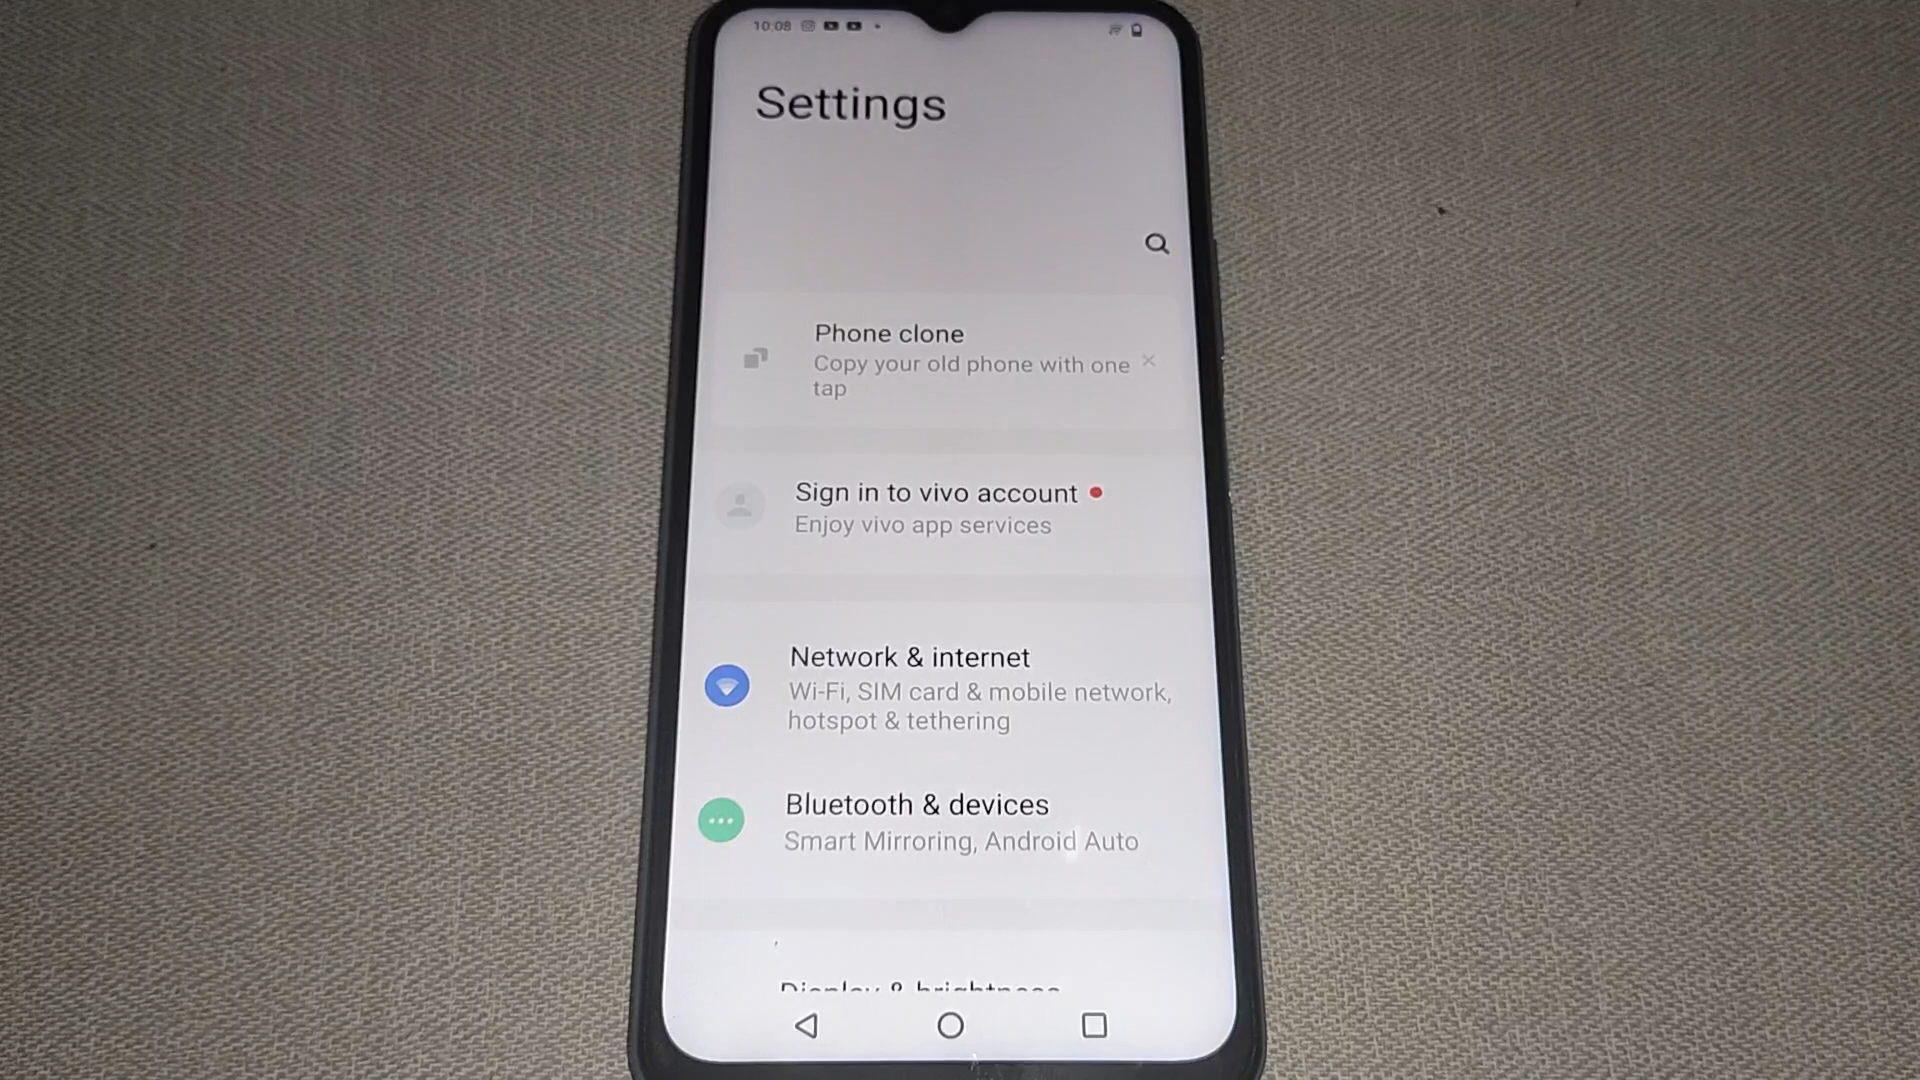 10:08
Settings
Phone clone
Copy your old phone with one
tap
Sign in to vivo account
Enjoy vivo app services
Network & internet
Wi-Fi, SIM card & mobile network,
hotspot & tethering
Bluetooth & devices
Smart Mirroring, Android Auto
Display & brightness